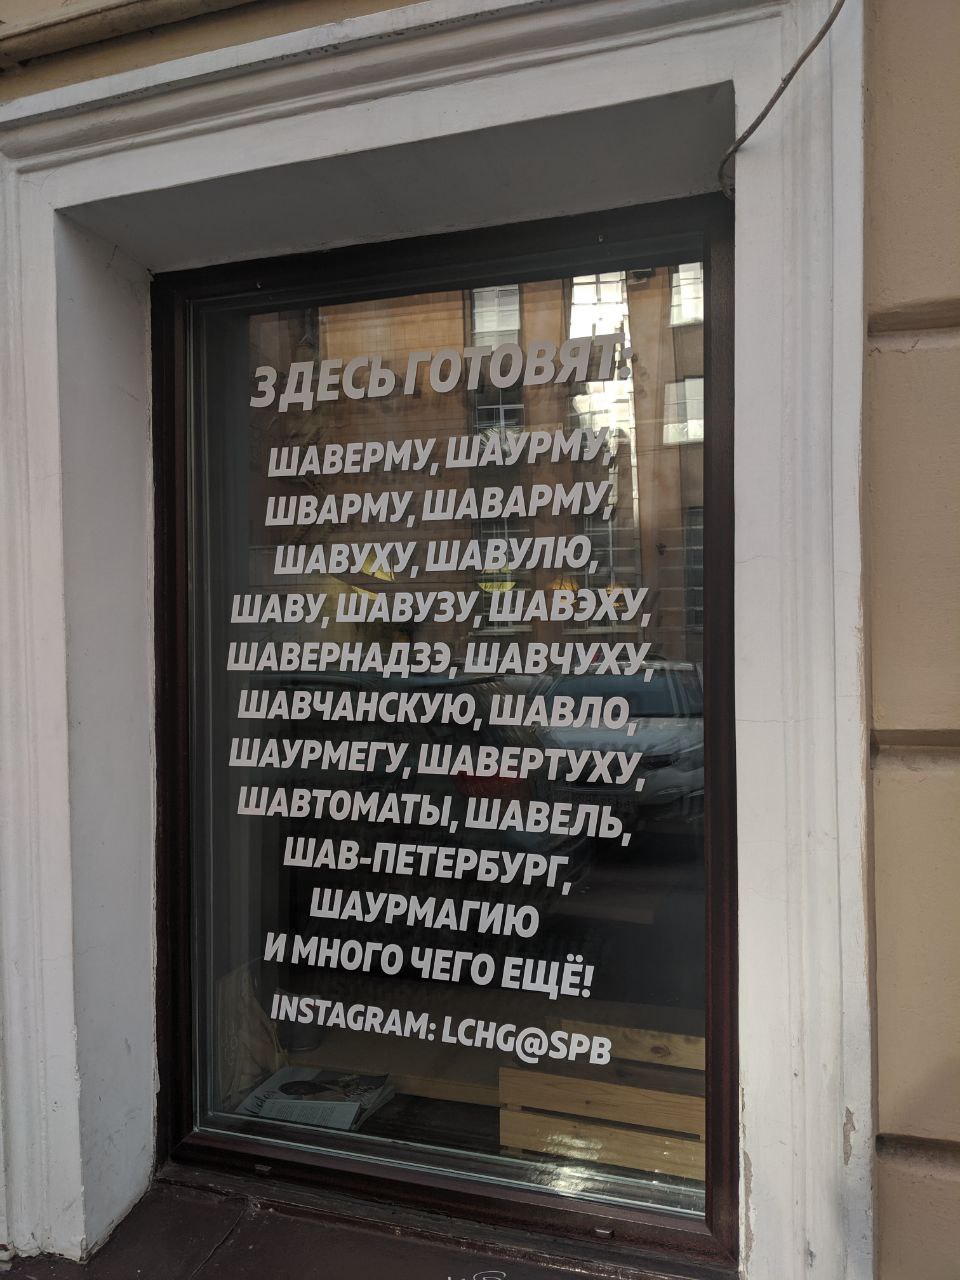 ЗДЕСЬ ГОТОВЯТ:
ШАВЕРМУ, ШАУРМУ,
ШВАРМУ, ШАВАРМУ,
ШАВУХУ, ШАВУЛЮ,
ШАВУ, ШАВУЗУ, ШАВЭХУ,
ШАВЕРНАДЗЭ, ШАВЧУХУ,
ШАВЧАНСКУЮ, ШАВЛО,
ШАУРМЕГУ, ШАВЕРТУХУ,
ШАВТОМАТЫ, ШАВЕЛЬ,
ШАВ-ПЕТЕРБУРГ,
ШАУРМАГИЮ
И МНОГО ЧЕГО ЕЩЁ!
INSTAGRAM: LCHG@SPB